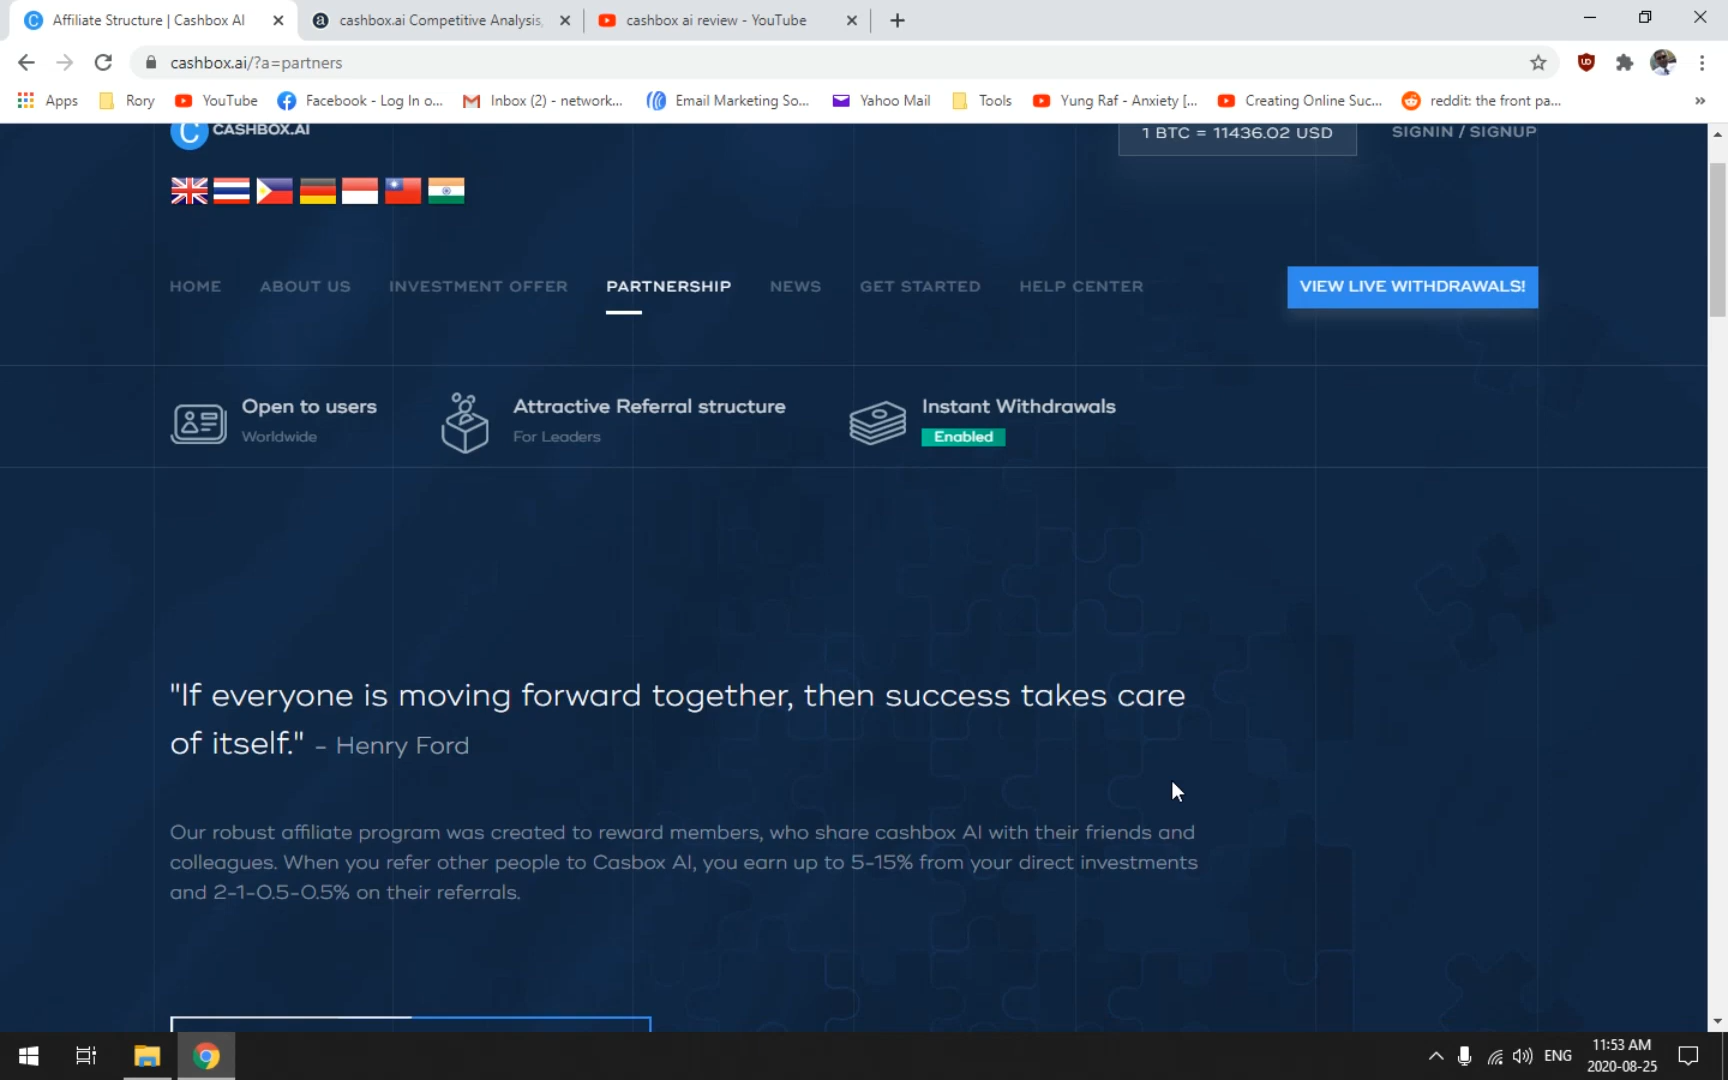 Affiliate Structure | Cashbox AI
cashbox.ai Competitive Analysis,
cashbox ai review - YouTube
cashbox.ai/?a=partners
Apps
Rory
YouTube
Facebook - Log In o...
Inbox (2) - network...
Email Marketing So...
Yahoo Mail
Tools
Yung Raf - Anxiety [...
Creating Online Suc...
reddit: the front pa...
CASHBOX.AI
1 BTC = 11436.02 USD
SIGNIN / SIGNUP
HOME
ABOUT US
INVESTMENT OFFER
PARTNERSHIP
NEWS
GET STARTED
HELP CENTER
VIEW LIVE WITHDRAWALS!
Open to users
Worldwide
Attractive Referral structure
For Leaders
Instant Withdrawals
Enabled
"If everyone is moving forward together, then success takes care
of itself." - Henry Ford
Our robust affiliate program was created to reward members, who share cashbox AI with their friends and
colleagues. When you refer other people to Casbox AI, you earn up to 5-15% from your direct investments
and 2-1-0.5-0.5% on their referrals.
ENG
11:53 AM
2020-08-25